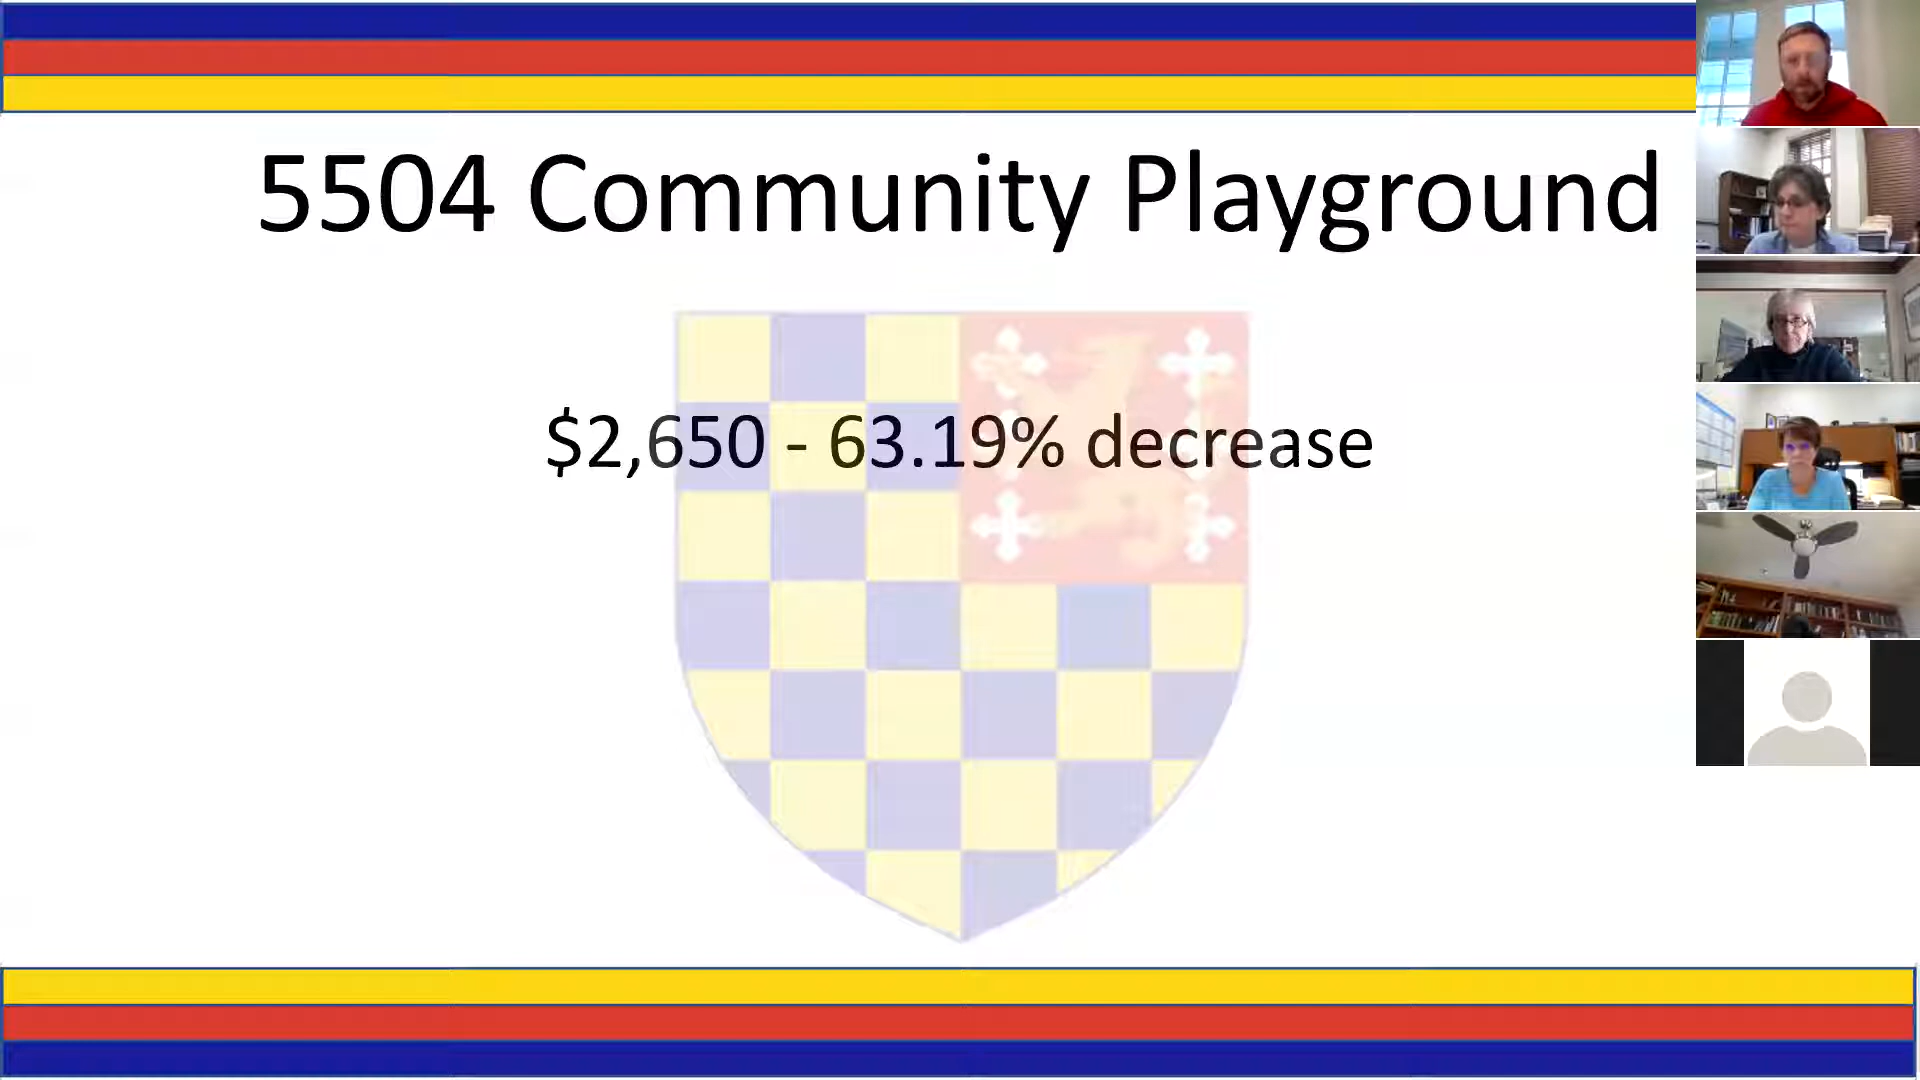 5504 Community Playground
$2,650 - 63.19% decrease